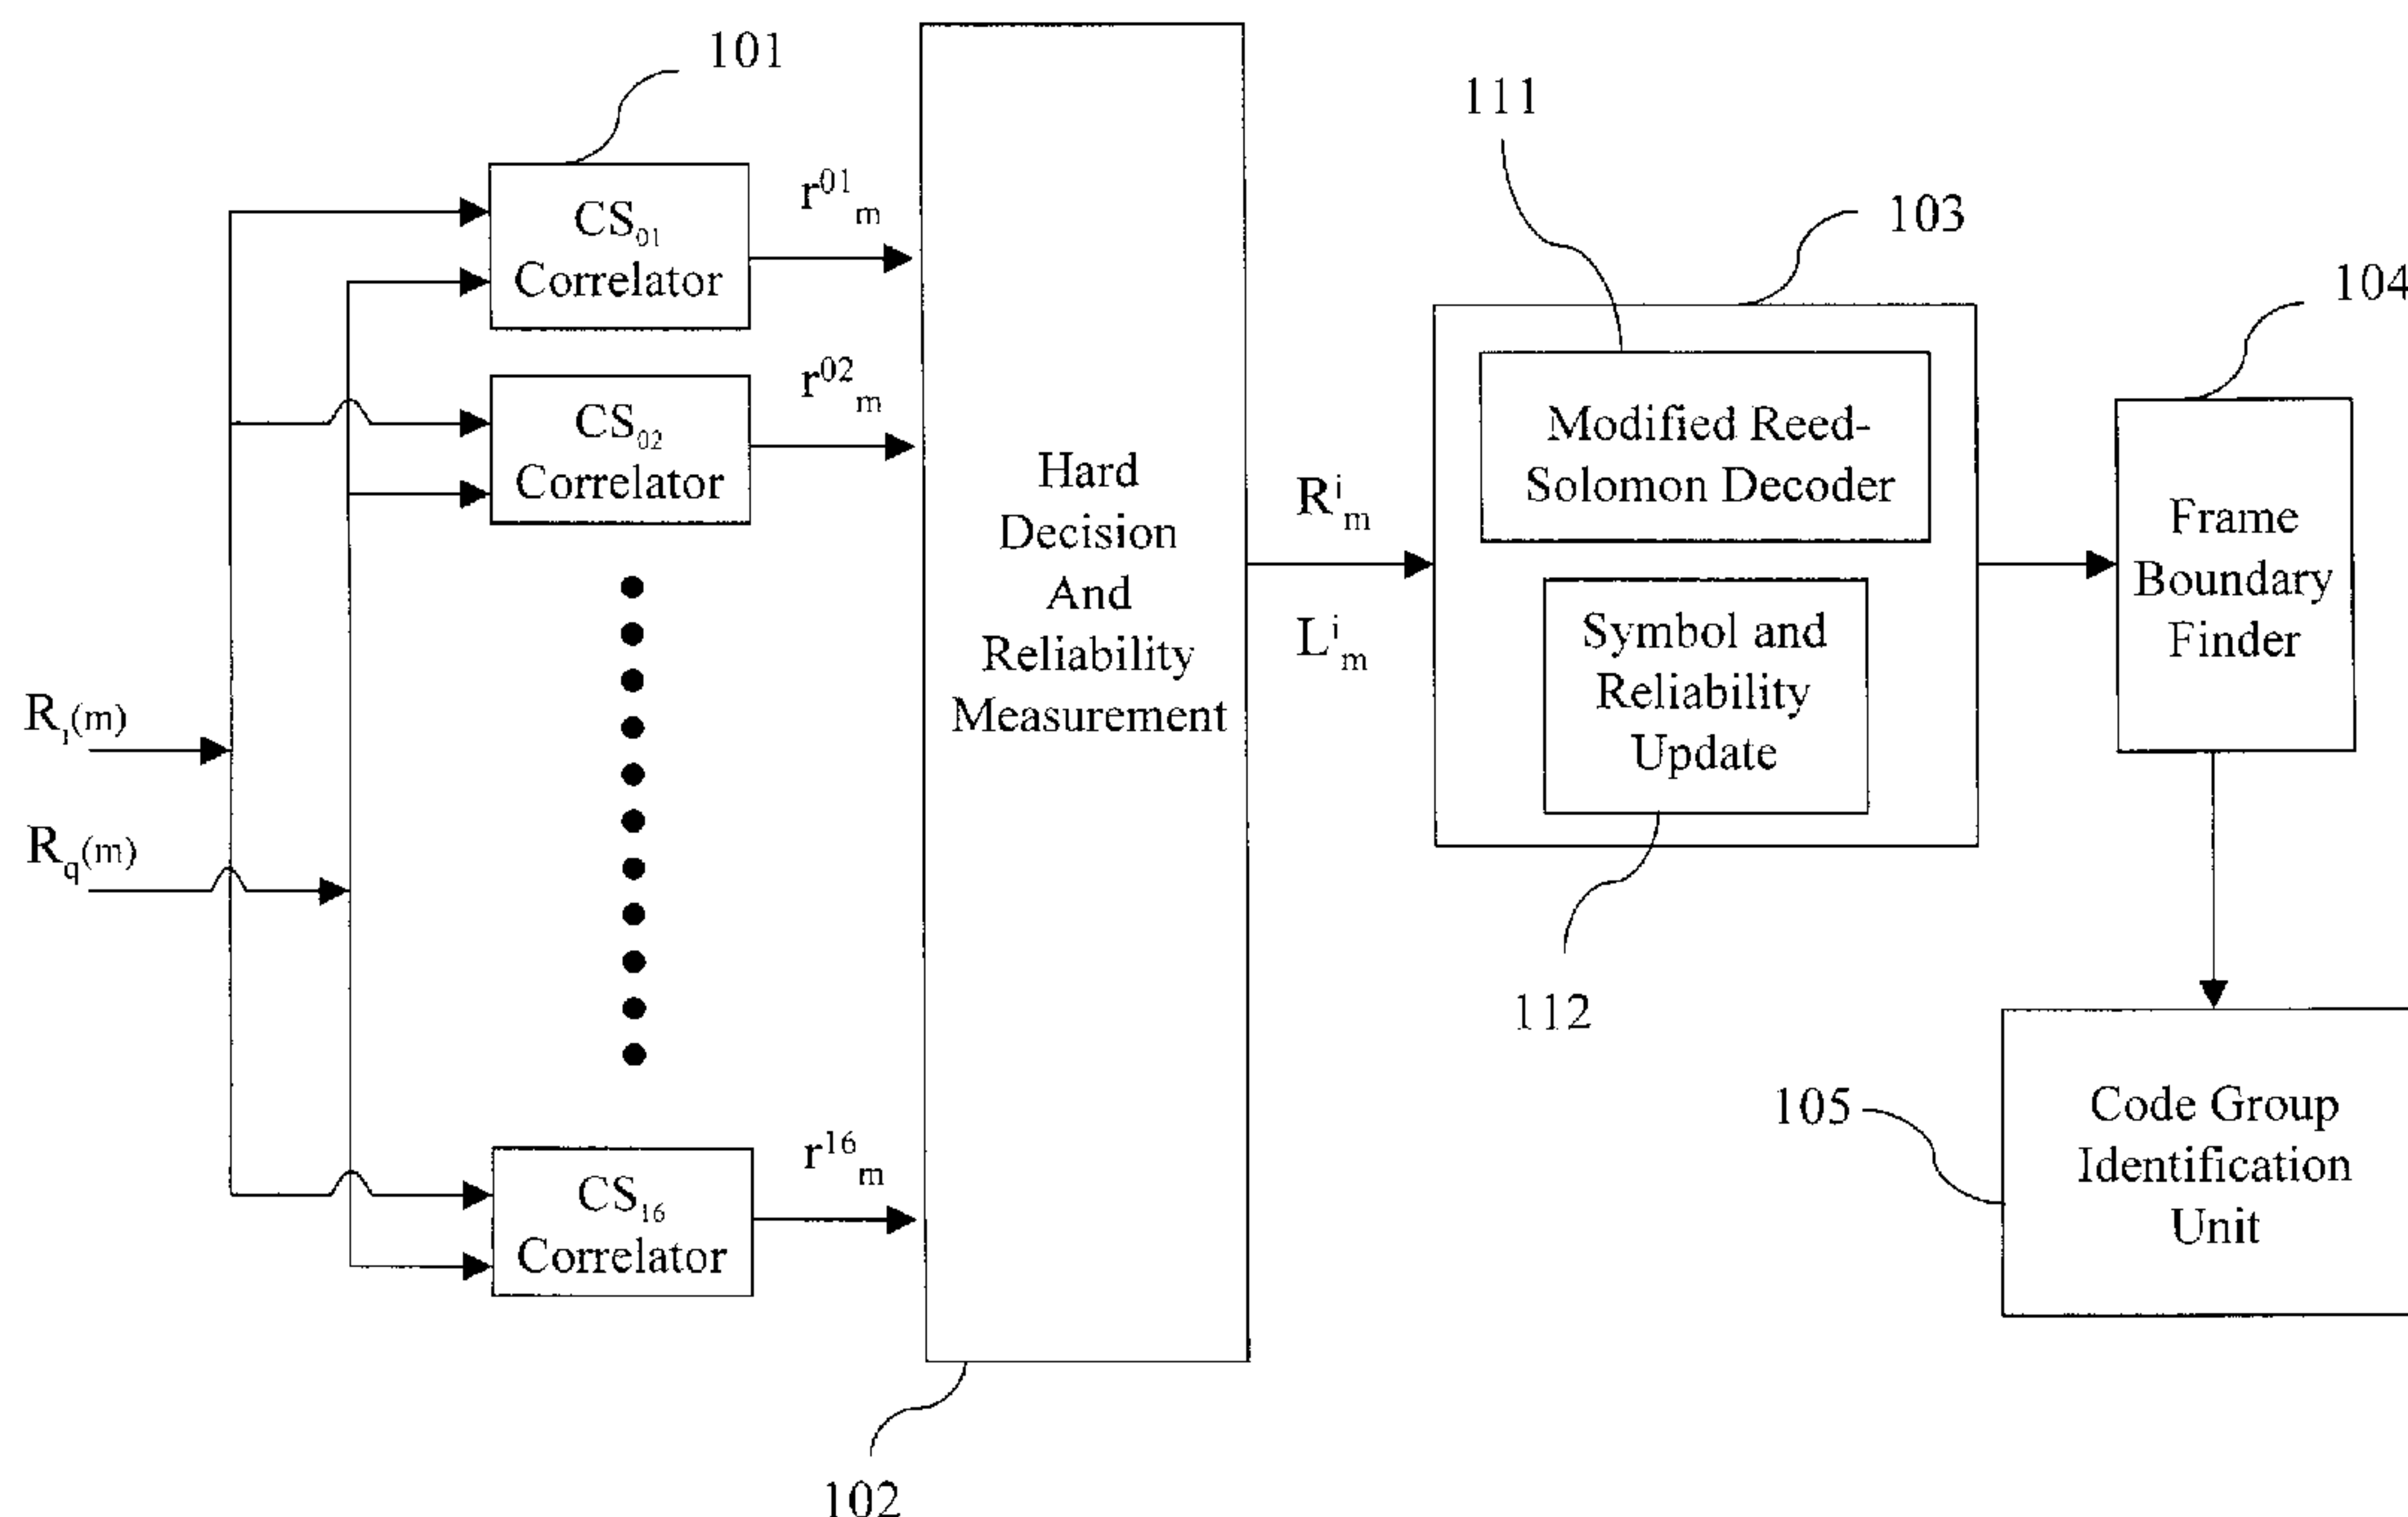 101
CS₀₁
Correlator
r⁰¹ₘ
CS₀₂
Correlator
r⁰²ₘ
CS₁₆
Correlator
r¹⁶ₘ
Rᵢ(m)
R_q(m)
Hard
Decision
And
Reliability
Measurement
102
Rⁱₘ
Lⁱₘ
111
103
Modified Reed-
Solomon Decoder
Symbol and
Reliability
Update
112
104
Frame
Boundary
Finder
105
Code Group
Identification
Unit